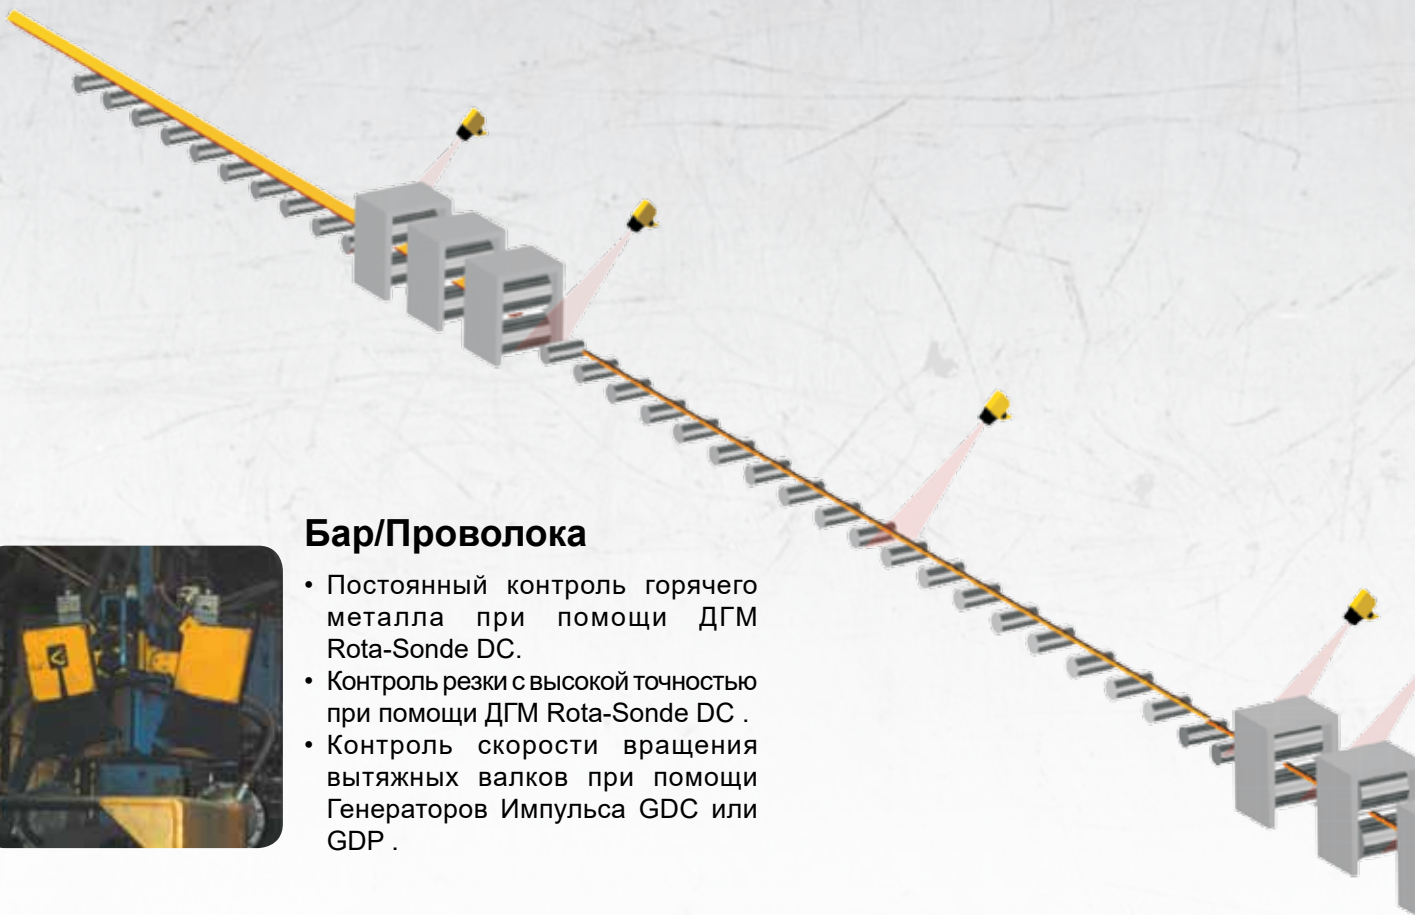 Бар/Проволока
• Постоянный контроль горячего
металла при помощи ДГМ
Rota-Sonde DC.
• Контроль резки с высокой точностью
при помощи ДГМ Rota-Sonde DC .
• Контроль скорости вращения
вытяжных валков при помощи
Генераторов Импульса GDC или
GDP .